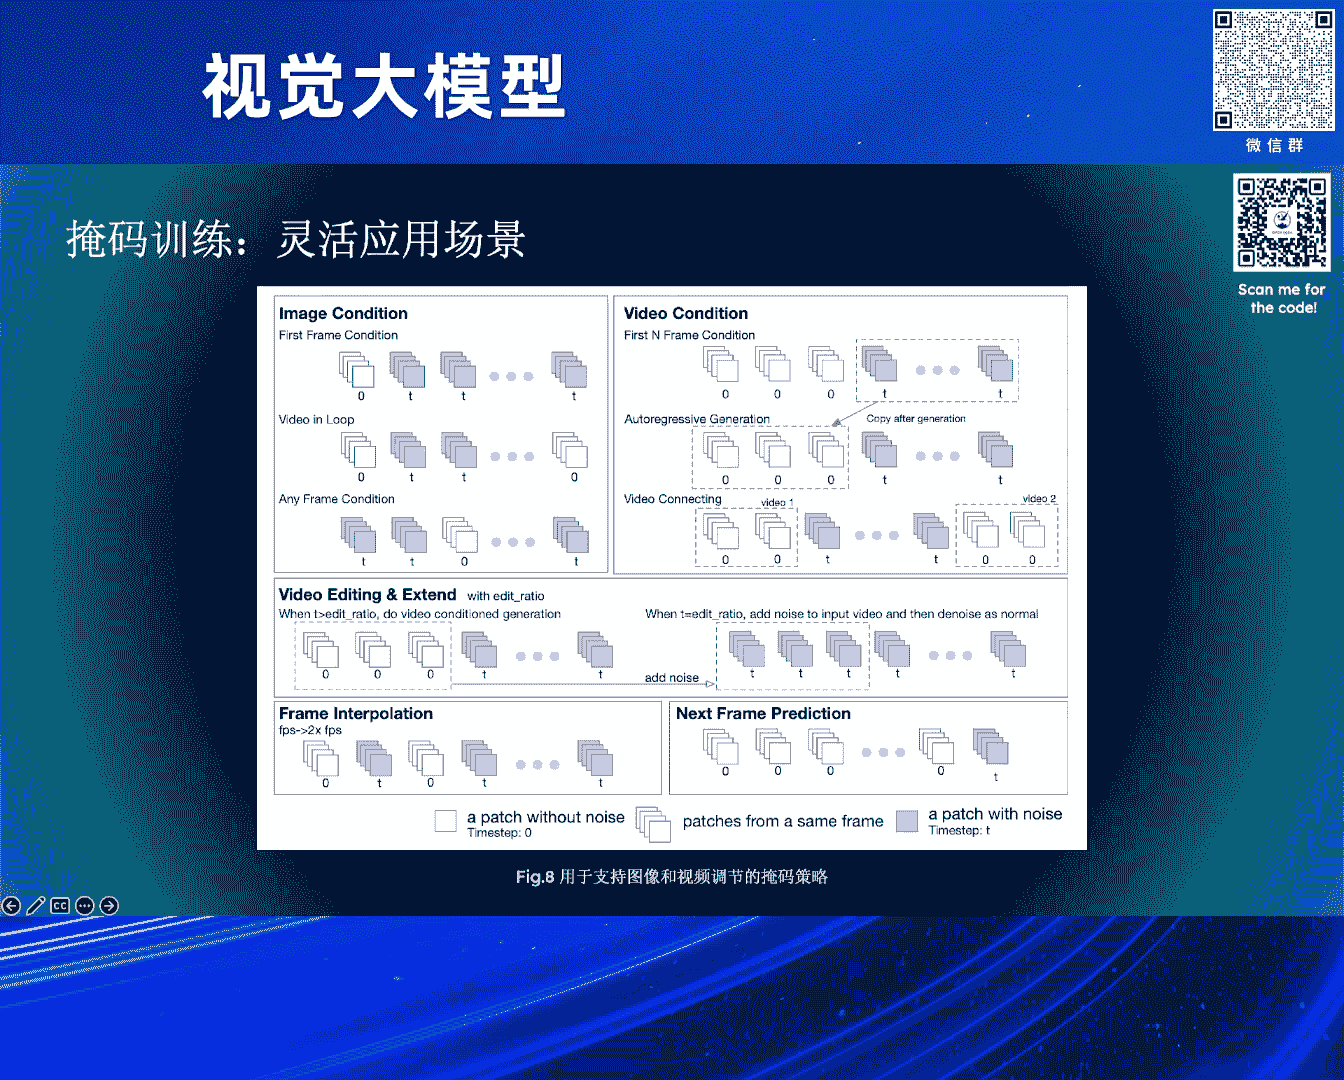 视觉大模型
微信群
Scan me for
the code!
掩码训练：灵活应用场景
Image Condition
First Frame Condition
0 t t t
Video in Loop
0 t t 0
Any Frame Condition
t t 0 t
Video Condition
First N Frame Condition
0 0 0 t t
Autoregressive Generation
Copy after generation
0 0 0 t t
Video Connecting
video 1
video 2
0 0 t t 0 0
Video Editing & Extend with edit_ratio
When t>edit_ratio, do video conditioned generation
When t=edit_ratio, add noise to input video and then denoise as normal
0 0 0 t t
add noise
t t t t t
Frame Interpolation
fps->2x fps
0 t 0 t t
Next Frame Prediction
0 0 0 0 t
a patch without noise
Timestep: 0
patches from a same frame
a patch with noise
Timestep: t
Fig.8 用于支持图像和视频调节的掩码策略
CC